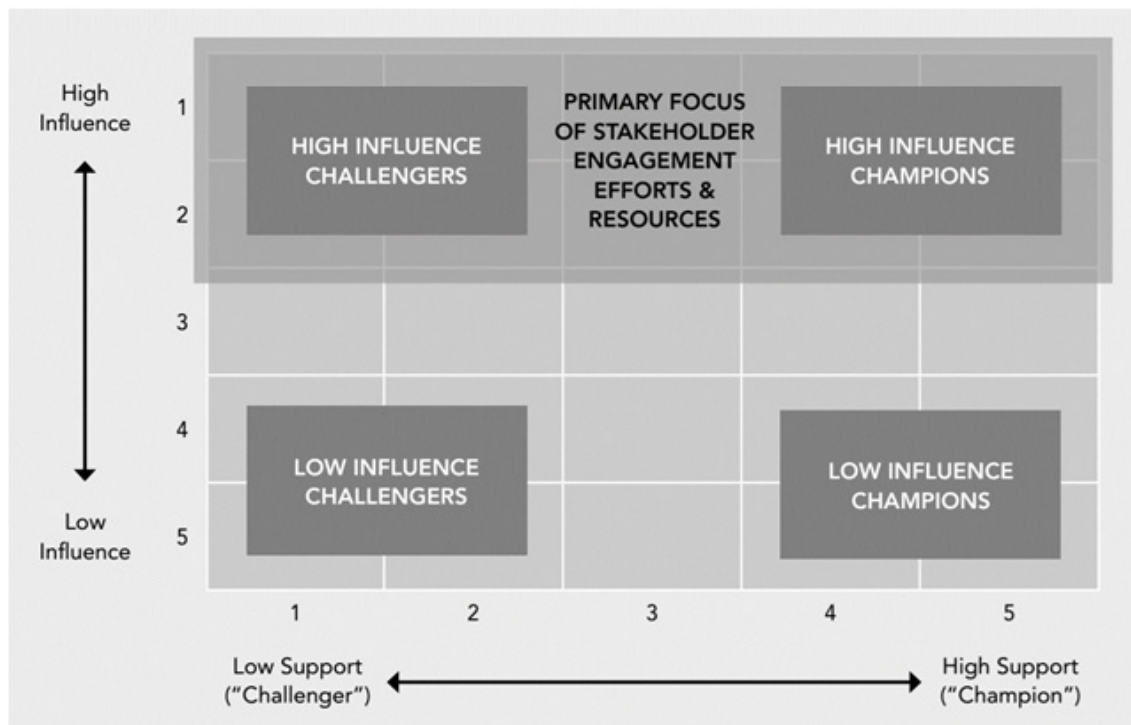 High
Influence
1
2
3
4
5
Low
Influence
HIGH INFLUENCE
CHALLENGERS
PRIMARY FOCUS
OF STAKEHOLDER
ENGAGEMENT
EFFORTS &
RESOURCES
HIGH INFLUENCE
CHAMPIONS
LOW INFLUENCE
CHALLENGERS
LOW INFLUENCE
CHAMPIONS
1 2 3 4 5
Low Support
(“Challenger”)
High Support
(“Champion”)